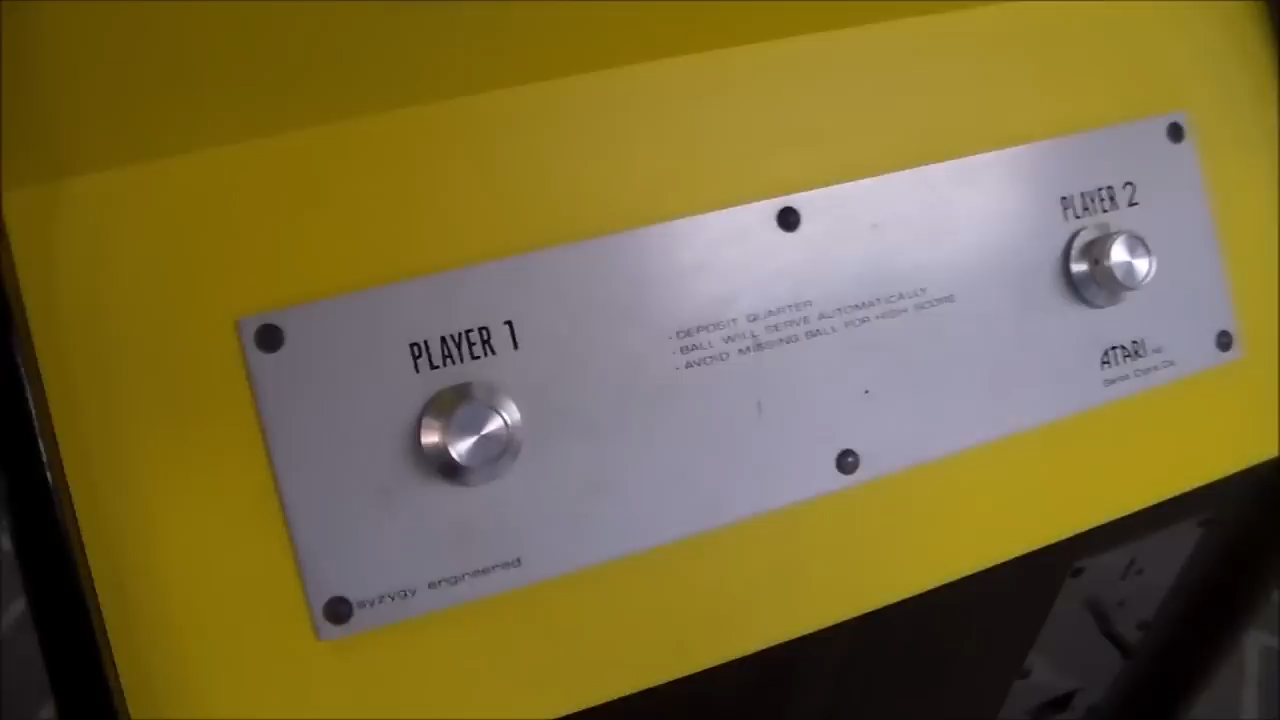 PLAYER 1
PLAYER 2
· DEPOSIT QUARTER
· BALL WILL SERVE AUTOMATICALLY
· AVOID MISSING BALL FOR HIGH SCORE
ATARI
syzygy engineered